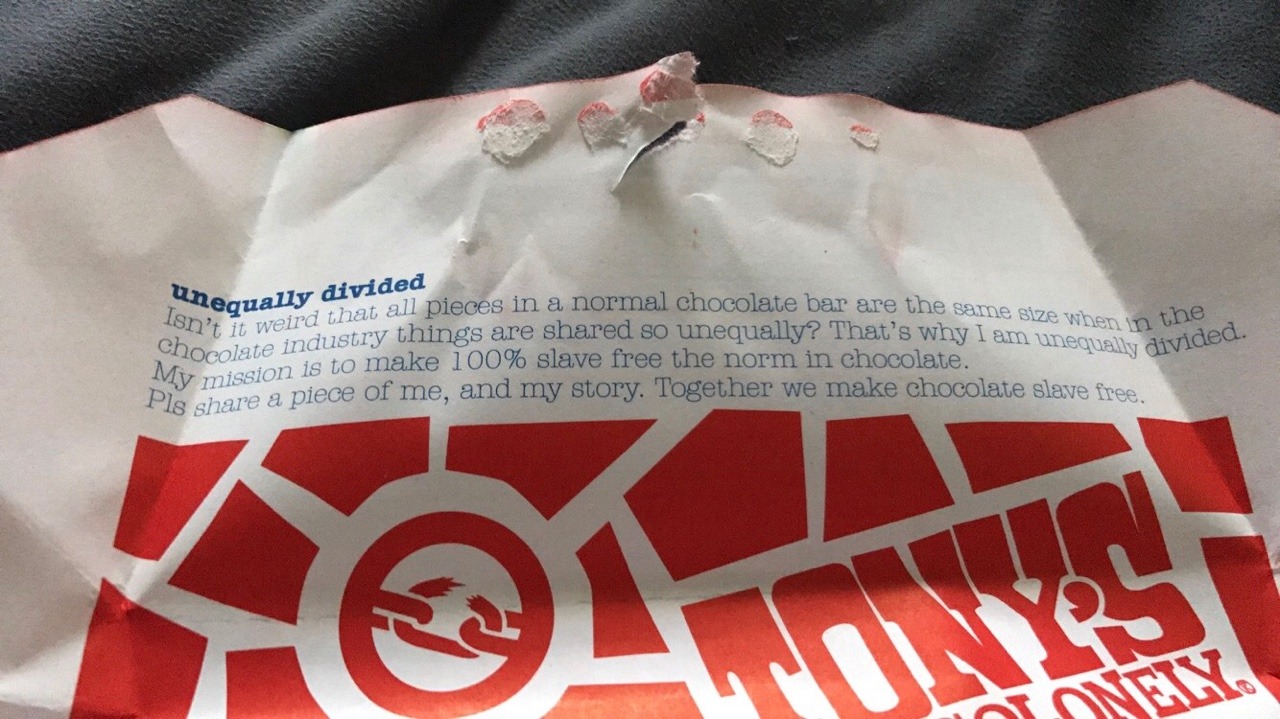 unequally divided
Isn't it weird that all pieces in a normal chocolate bar are the same size when in the
chocolate industry things are shared so unequally? That's why I am unequally divided.
My mission is to make 100% slave free the norm in chocolate.
Pls share a piece of me, and my story. Together we make chocolate slave free.
TONY'S
OLONELY©